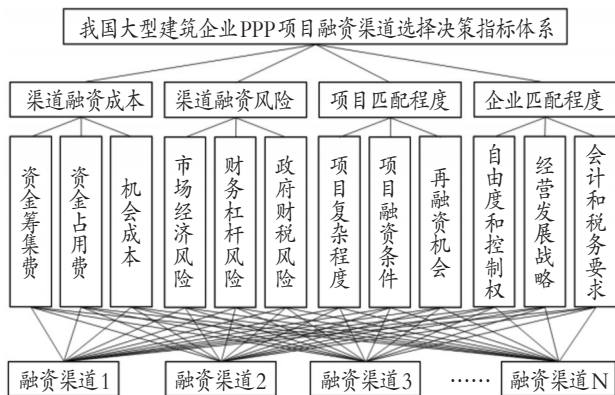 我国大型建筑企业PPP项目融资渠道选择决策指标体系
渠道融资成本
渠道融资风险
项目匹配程度
企业匹配程度
资金筹集费
资金占用费
机会成本
市场经济风险
财务杠杆风险
政府财税风险
项目复杂程度
项目融资条件
再融资机会
自由度和控制权
经营发展战略
会计和税务要求
融资渠道1
融资渠道2
融资渠道3
……
融资渠道N